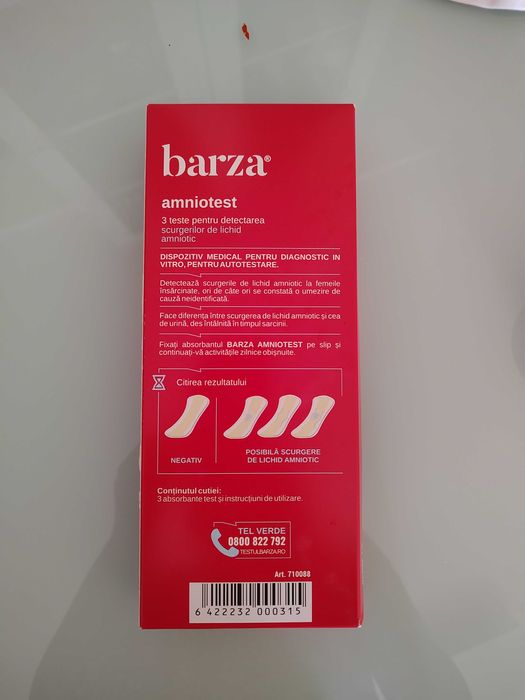 barza®
amniotest
3 teste pentru detectarea
scurgerilor de lichid
amniotic
DISPOZITIV MEDICAL PENTRU DIAGNOSTIC IN
VITRO, PENTRU AUTOTESTARE.
Detectează scurgerile de lichid amniotic la femeile
însărcinate, ori de câte ori se constată o umezire de
cauză neidentificată.
Face diferența între scurgerea de lichid amniotic și cea
de urină, des întâlnită în timpul sarcinii.
Fixați absorbantul BARZA AMNIOTEST pe slip și
continuați-vă activitățile zilnice obișnuite.
Citirea rezultatului
NEGATIV
POSIBILĂ SCURGERE
DE LICHID AMNIOTIC
Conținutul cutiei:
3 absorbante test și instrucțiuni de utilizare.
TEL VERDE
0800 822 792
TESTULBARZA.RO
Art. 710088
6 422232 000315